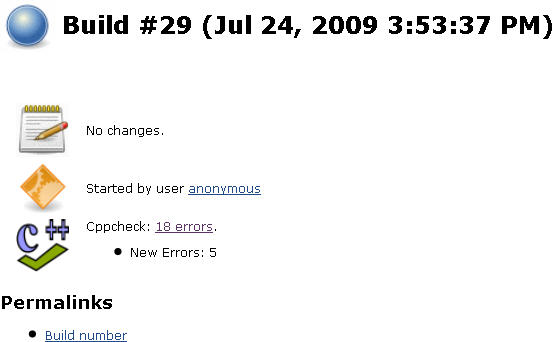 Build #29 (Jul 24, 2009 3:53:37 PM)
No changes.
Started by user anonymous
C++
Cppcheck: 18 errors.
New Errors: 5
Permalinks
Build number